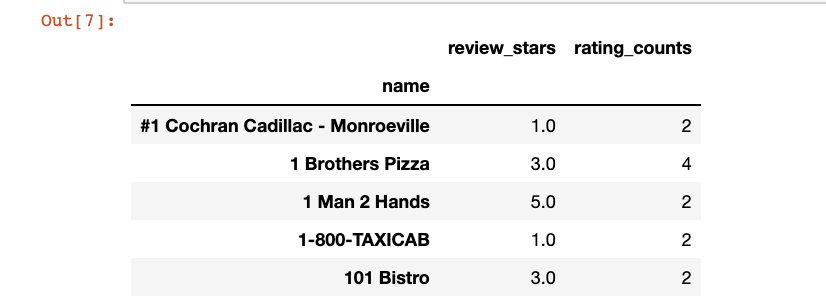 Out[7]:
review_stars rating_counts
name
#1 Cochran Cadillac - Monroeville 1.0 2
1 Brothers Pizza 3.0 4
1 Man 2 Hands 5.0 2
1-800-TAXICAB 1.0 2
101 Bistro 3.0 2